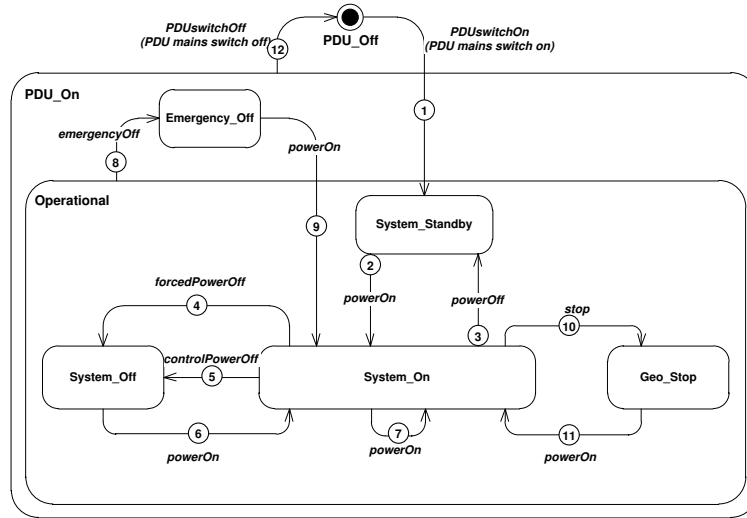 PDUswitchOff
(PDU mains switch off)
12
PDU_Off
PDUswitchOn
(PDU mains switch on)
PDU_On
Emergency_Off
1
emergencyOff
powerOn
8
Operational
9
System_Standby
2
forcedPowerOff
powerOn
powerOff
stop
4
3
10
controlPowerOff
System_Off
5
System_On
Geo_Stop
6
7
11
powerOn
powerOn
powerOn